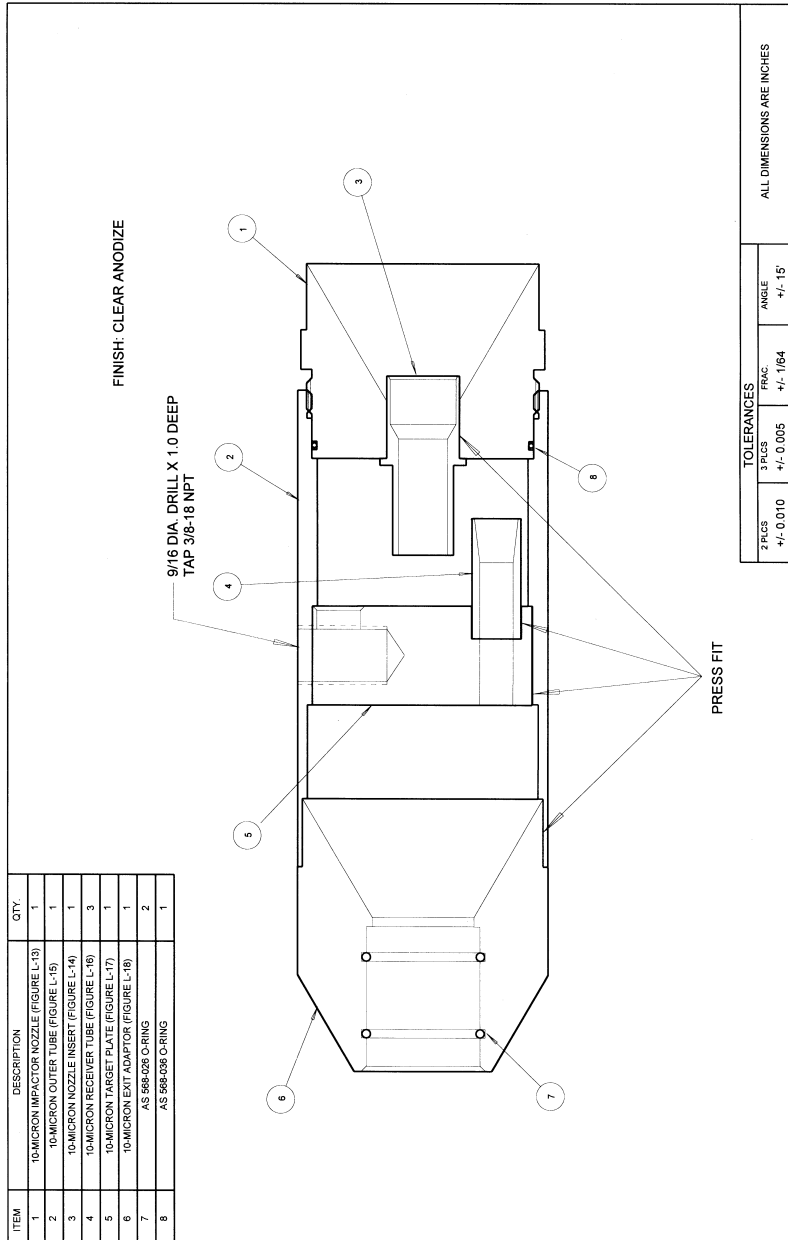 ITEM DESCRIPTION QTY.
1 10-MICRON IMPACTOR NOZZLE (FIGURE L-13) 1
2 10-MICRON OUTER TUBE (FIGURE L-15) 1
3 10-MICRON NOZZLE INSERT (FIGURE L-14) 1
4 10-MICRON RECEIVER TUBE (FIGURE L-16) 3
5 10-MICRON TARGET PLATE (FIGURE L-17) 1
6 10-MICRON EXIT ADAPTOR (FIGURE L-18) 1
7 AS 568-026 O-RING 2
8 AS 568-036 O-RING 1
FINISH: CLEAR ANODIZE
9/16 DIA. DRILL X 1.0 DEEP
TAP 3/8-18 NPT
1
2
3
4
5
6
7
8
PRESS FIT
TOLERANCES
2 PLCS 3 PLCS FRAC. ANGLE
+/- 0.010 +/- 0.005 +/- 1/64 +/- 15'
ALL DIMENSIONS ARE INCHES